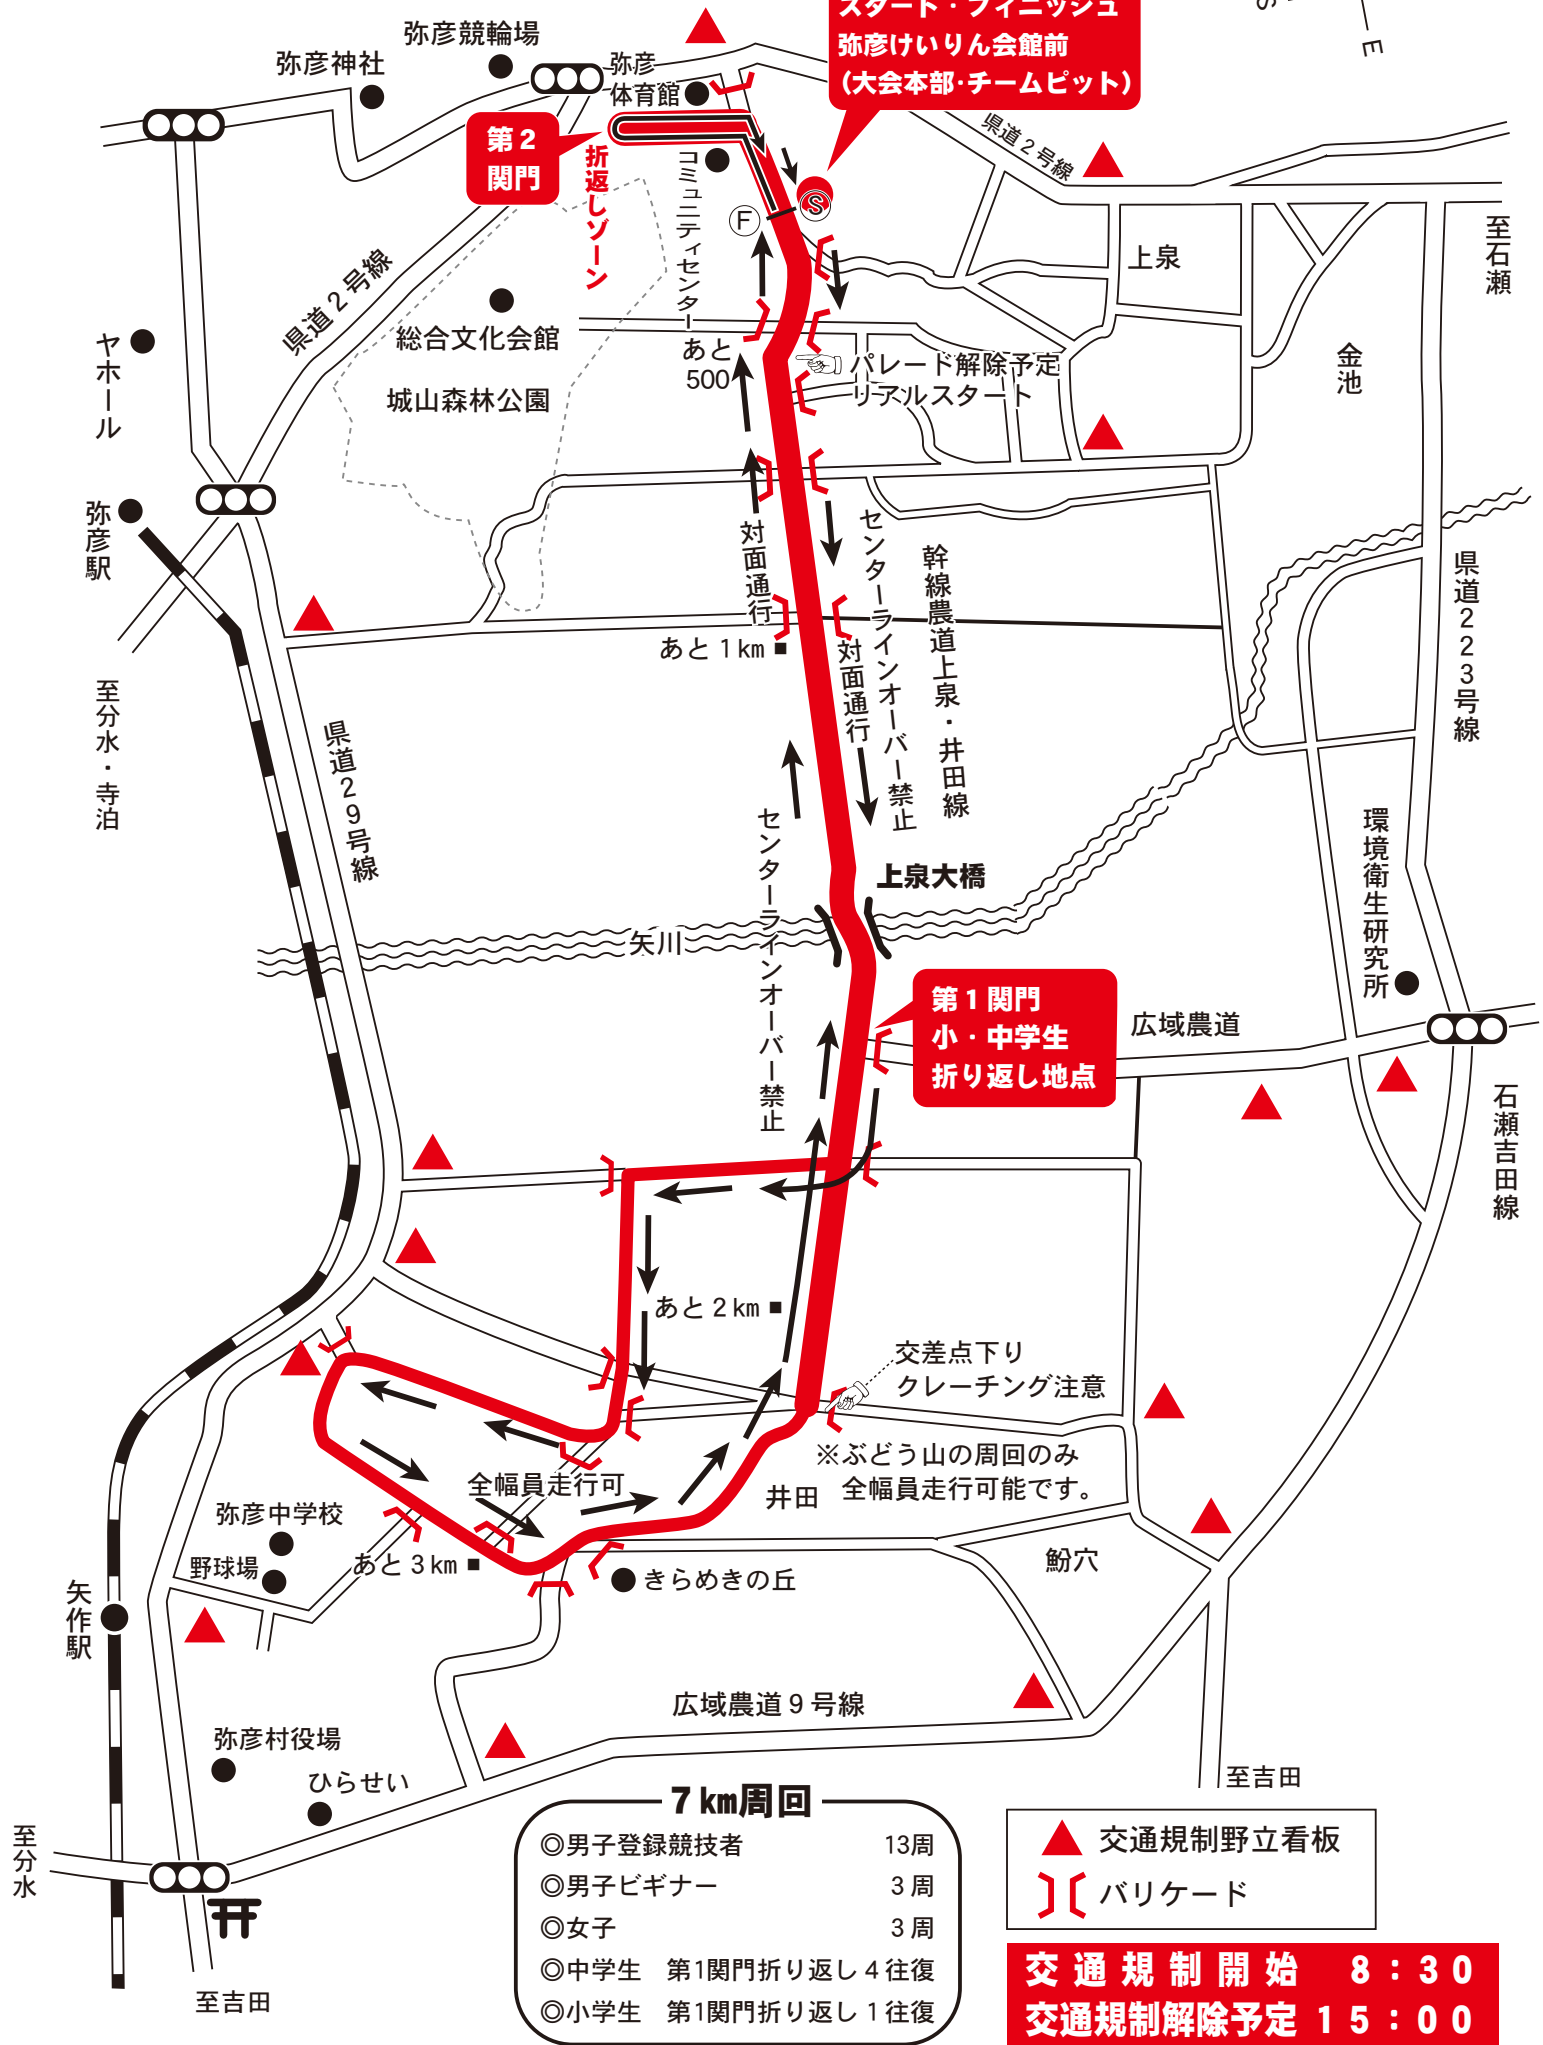 スタート・フィニッシュ
弥彦けいりん会館前
(大会本部・チームピット)
E
弥彦競輪場
弥彦神社
弥彦
体育館
第2
関門
折返しゾーン
コミュニティセンター
S
F
県道2号線
至石瀬
上泉
県道2号線
ヤホール
総合文化会館
城山森林公園
あと
500
パレード解除予定
リアルスタート
金池
弥彦駅
対面通行
センターラインオーバー禁止
幹線農道上泉・井田線
県道223号線
あと1km
対面通行
至分水・寺泊
県道29号線
センターラインオーバー禁止
上泉大橋
環境衛生研究所
矢川
第1関門
小・中学生
折り返し地点
広域農道
石瀬吉田線
あと2km
交差点下り
クレーチング注意
※ぶどう山の周回のみ
全幅員走行可能です。
全幅員走行可
井田
弥彦中学校
野球場
あと3km
きらめきの丘
魵穴
矢作駅
広域農道9号線
弥彦村役場
ひらせい
至吉田
至分水
至吉田
7km周回
◎男子登録競技者 13周
◎男子ビギナー 3周
◎女子 3周
◎中学生 第1関門折り返し4往復
◎小学生 第1関門折り返し1往復
交通規制野立看板
バリケード
交通規制開始 8:30
交通規制解除予定 15:00